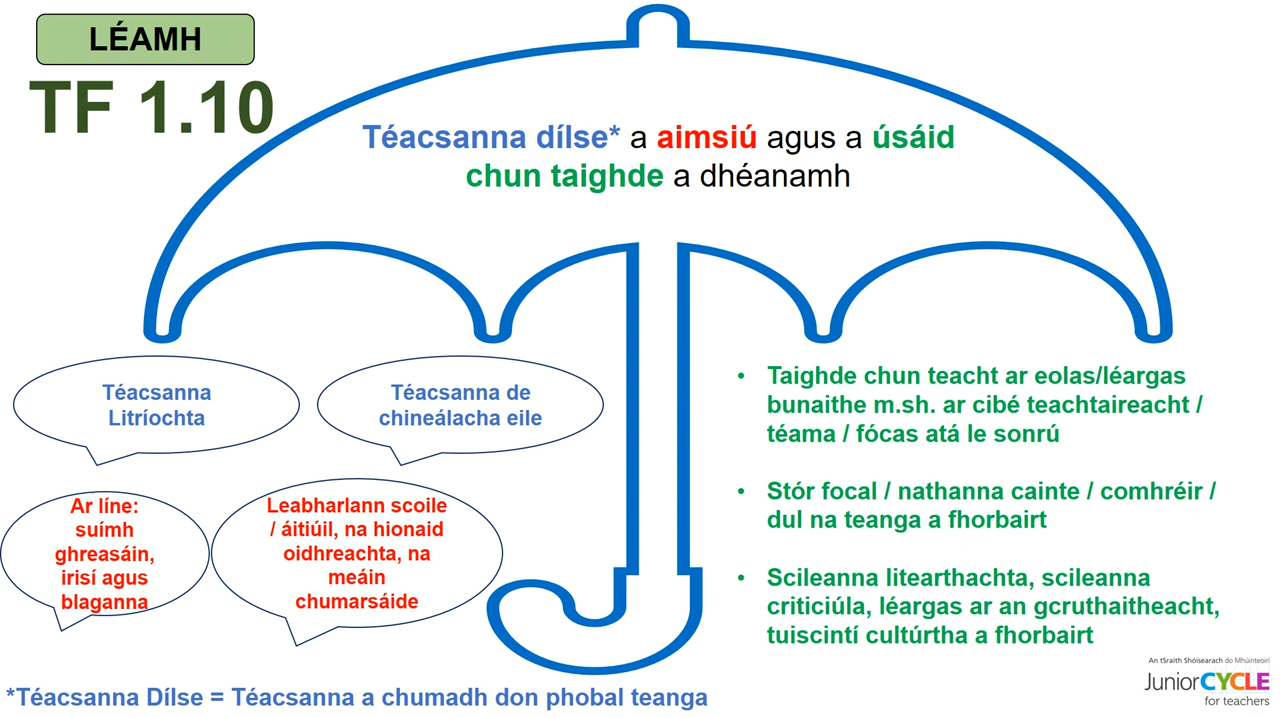 LÉAMH
TF 1.10
Téacsanna dílse* a aimsiú agus a úsáid
chun taighde a dhéanamh
Téacsanna
Litríochta
Téacsanna de
chineálacha eile
Ar líne:
suímh
ghreasáin,
irisí agus
blaganna
Leabharlann scoile
/ áitiúil, na hionaid
oidhreachta, na
meáin
chumarsáide
• Taighde chun teacht ar eolas/léargas
bunaithe m.sh. ar cibé teachtaireacht /
téama / fócas atá le sonrú
• Stór focal / nathanna cainte / comhréir /
dul na teanga a fhorbairt
• Scileanna litearthachta, scileanna
criticiúla, léargas ar an gcruthaitheacht,
tuiscintí cultúrtha a fhorbairt
*Téacsanna Dílse = Téacsanna a chumadh don phobal teanga
An tSraith Shóisearach do Mhúinteoirí
JuniorCYCLE
for teachers